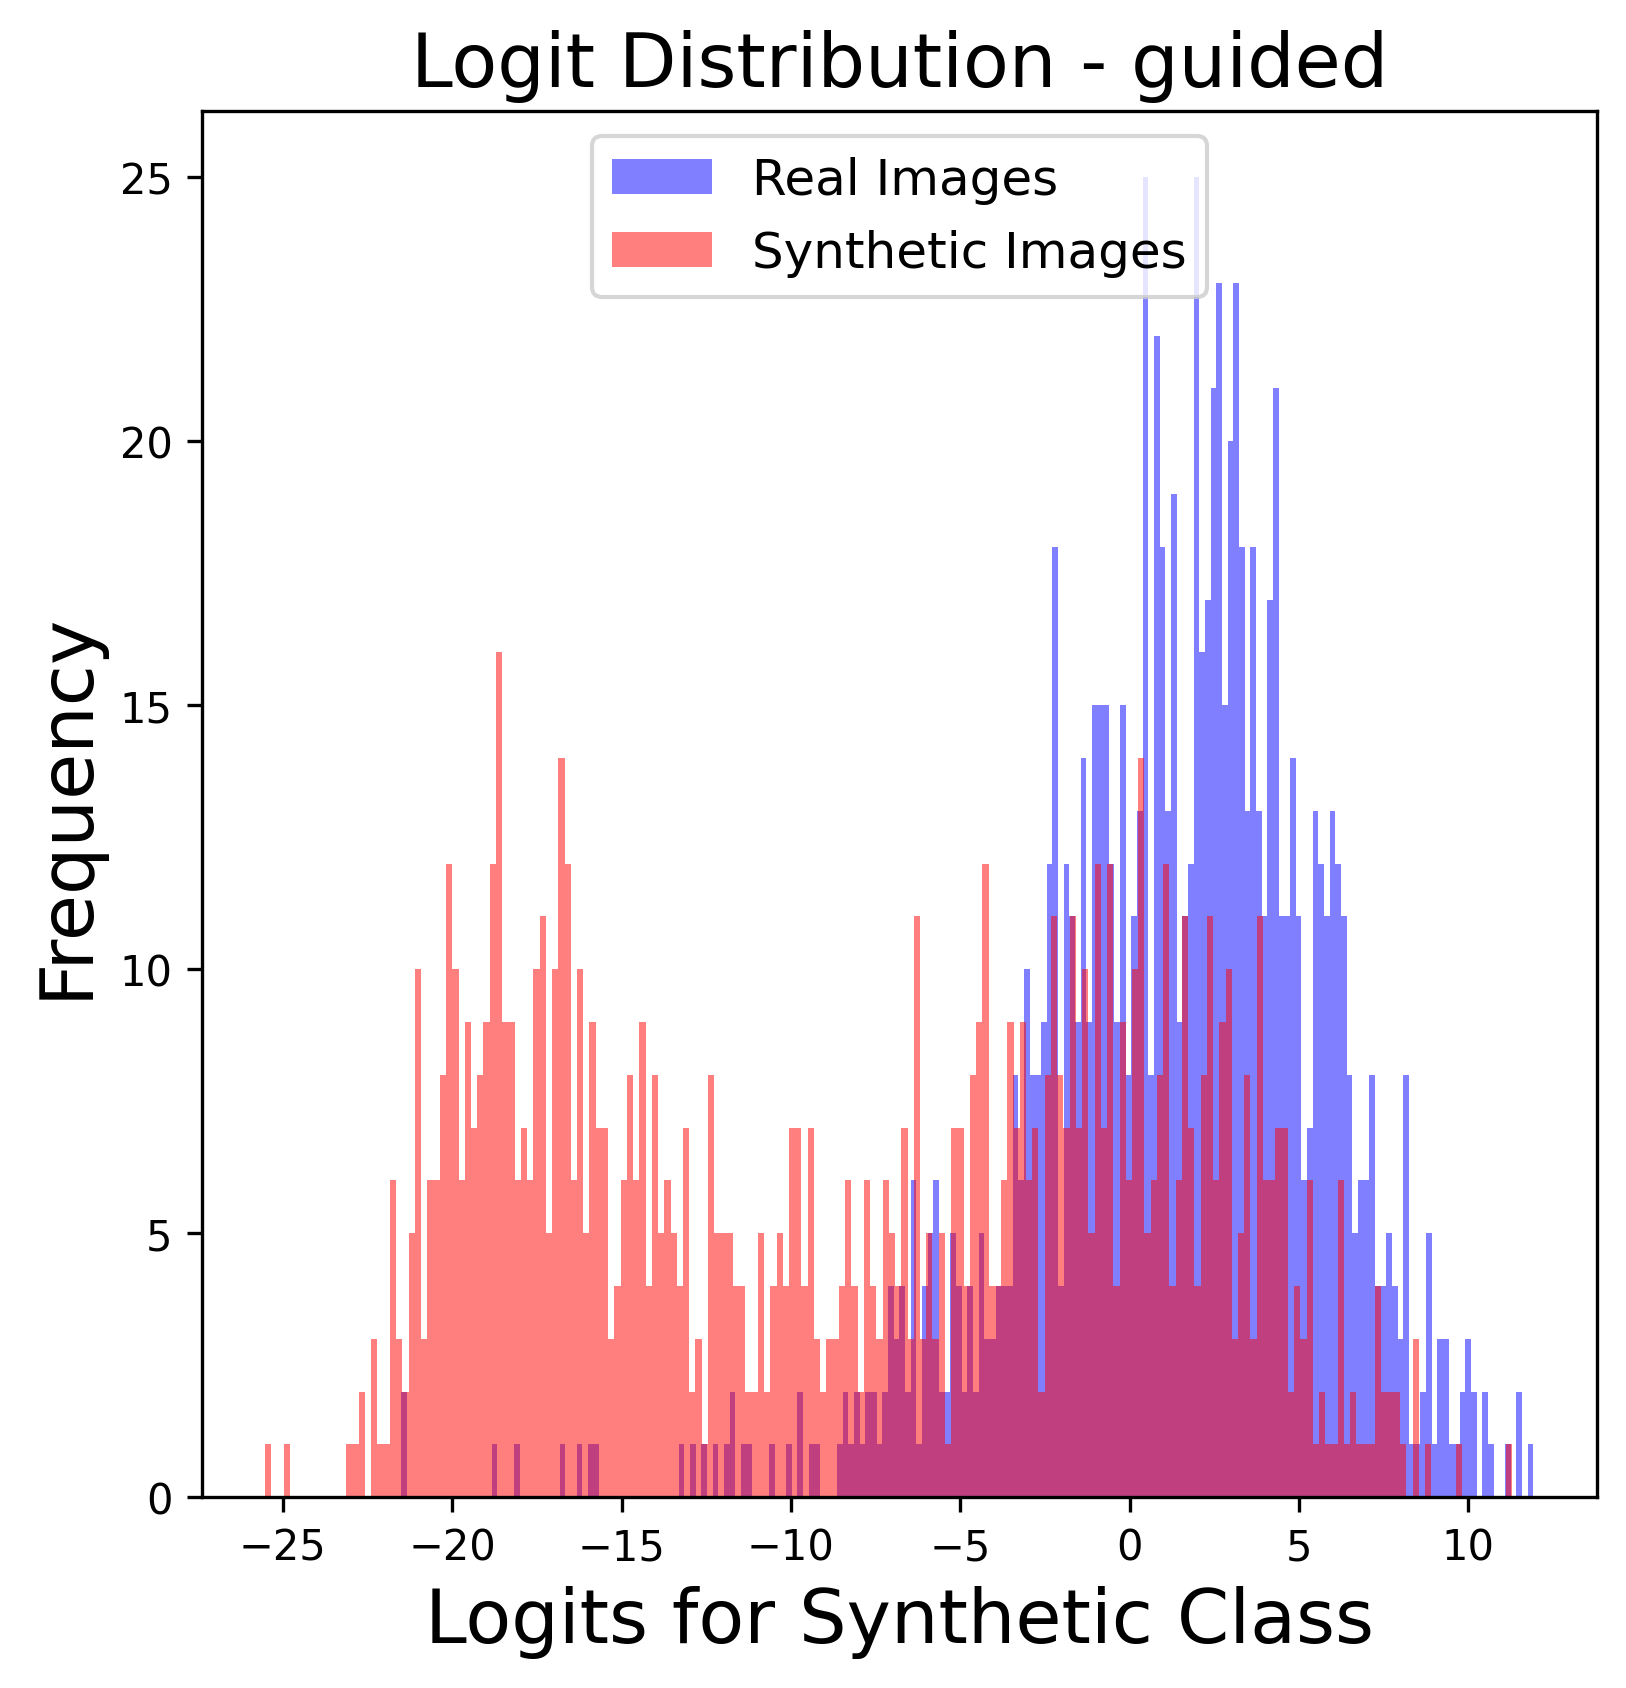 Logit Distribution - guided
Real Images
Synthetic Images
Frequency
25
20
15
10
5
0
−25 −20 −15 −10 −5 0 5 10
Logits for Synthetic Class